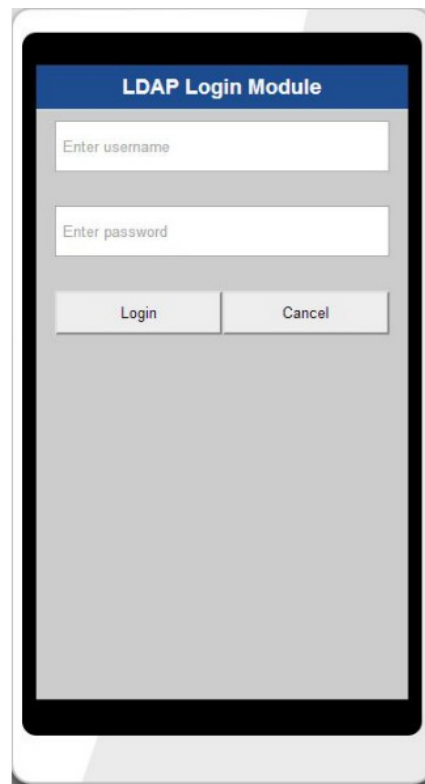 LDAP Login Module
Enter username
Enter password
Login
Cancel